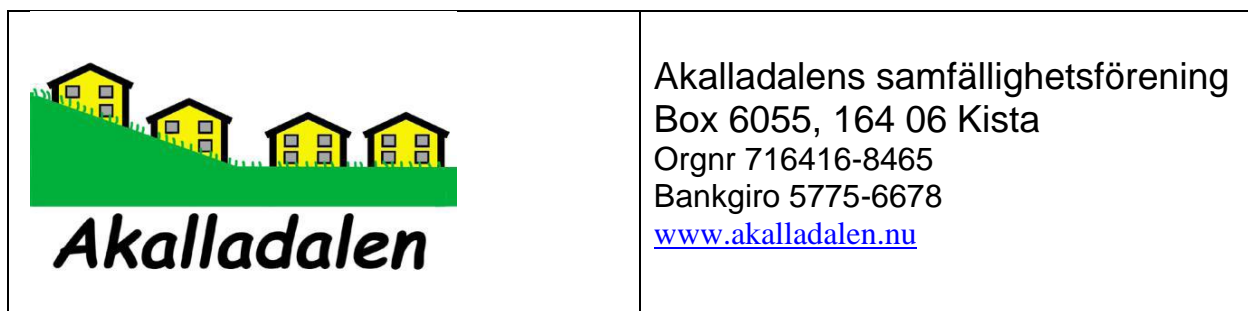 Akalladalen
Akalladalens samfällighetsförening
Box 6055, 164 06 Kista
Orgnr 716416-8465
Bankgiro 5775-6678
www.akalladalen.nu